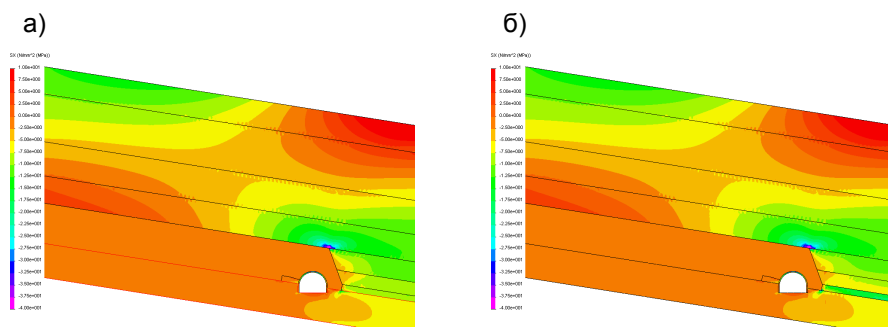 а)
б)
SX (N/mm^2 (MPa))
1.00e+001
7.50e+000
5.00e+000
2.50e+000
0.00e+000
-2.50e+000
-5.00e+000
-7.50e+000
-1.00e+001
-1.25e+001
-1.50e+001
-1.75e+001
-2.00e+001
-2.25e+001
-2.50e+001
-2.75e+001
-3.00e+001
-3.25e+001
-3.50e+001
-3.75e+001
-4.00e+001
SX (N/mm^2 (MPa))
1.00e+001
7.50e+000
5.00e+000
2.50e+000
0.00e+000
-2.50e+000
-5.00e+000
-7.50e+000
-1.00e+001
-1.25e+001
-1.50e+001
-1.75e+001
-2.00e+001
-2.25e+001
-2.50e+001
-2.75e+001
-3.00e+001
-3.25e+001
-3.50e+001
-3.75e+001
-4.00e+001